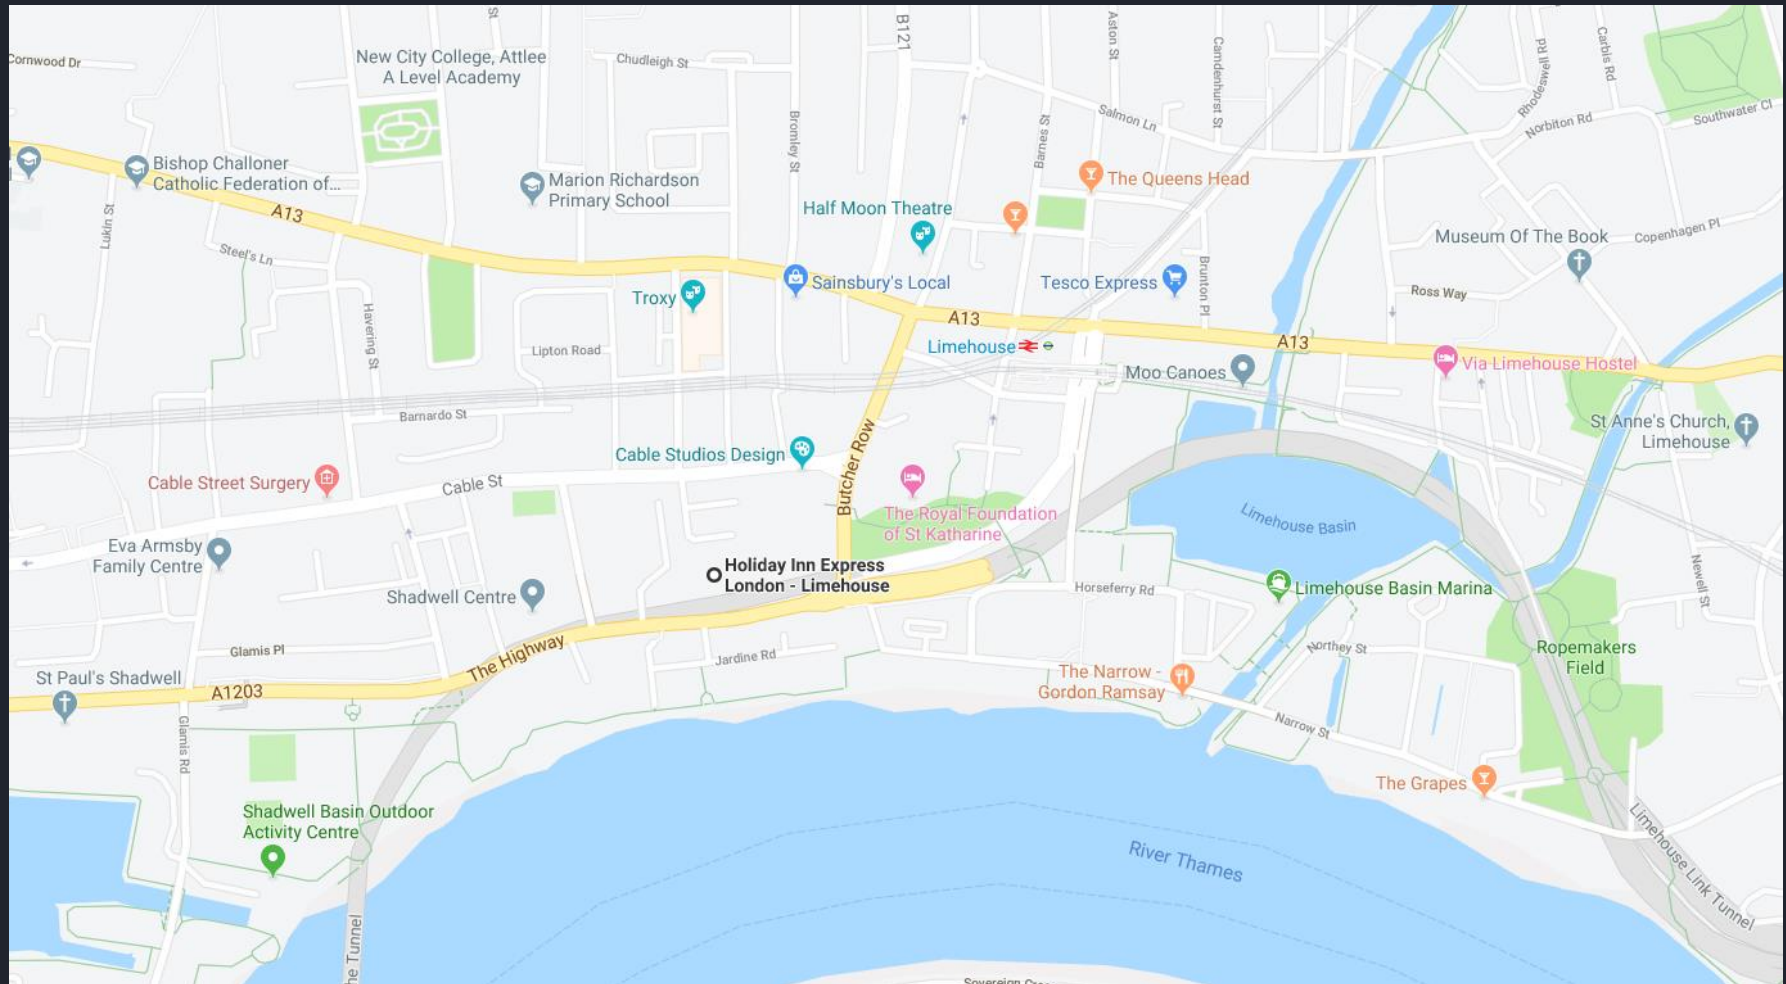 St
B121
Aston St
Camdenhurst St
Rhodeswell Rd
Carbis Rd
Cornwood Dr
New City College, Attlee
A Level Academy
Chudleigh St
Salmon Ln
Norbiton Rd
Southwater Cl
Bromley St
Barnes St
Bishop Challoner
Catholic Federation of...
Marion Richardson
Primary School
The Queens Head
Half Moon Theatre
A13
Lukin St
Steel's Ln
Museum Of The Book
Copenhagen Pl
Troxy
Sainsbury's Local
Tesco Express
Brunton Pl
Ross Way
Havering St
A13
Limehouse
A13
Lipton Road
Moo Canoes
Via Limehouse Hostel
Barnardo St
St Anne's Church,
Limehouse
Cable Studios Design
Butcher Row
Cable Street Surgery
Cable St
The Royal Foundation
of St Katharine
Limehouse Basin
Eva Armsby
Family Centre
Holiday Inn Express
London - Limehouse
Shadwell Centre
Horseferry Rd
Limehouse Basin Marina
Newell St
Glamis Pl
The Highway
Jardine Rd
Northey St
Ropemakers
Field
St Paul's Shadwell
A1203
The Narrow -
Gordon Ramsay
Glamis Rd
Narrow St
The Grapes
Shadwell Basin Outdoor
Activity Centre
River Thames
Limehouse Link Tunnel
he Tunnel